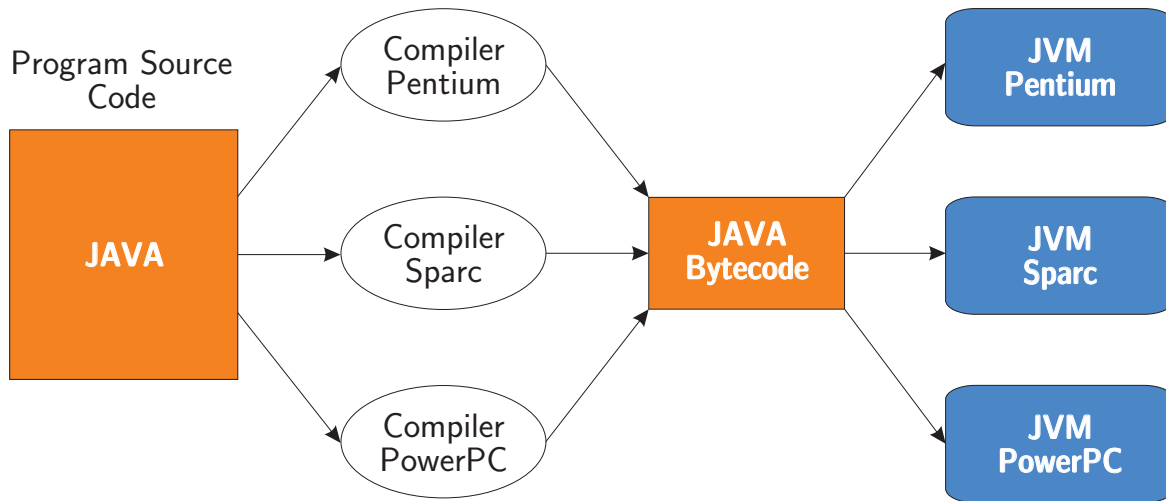 Program Source
Code
JAVA
Compiler
Pentium
Compiler
Sparc
Compiler
PowerPC
JAVA
Bytecode
JVM
Pentium
JVM
Sparc
JVM
PowerPC